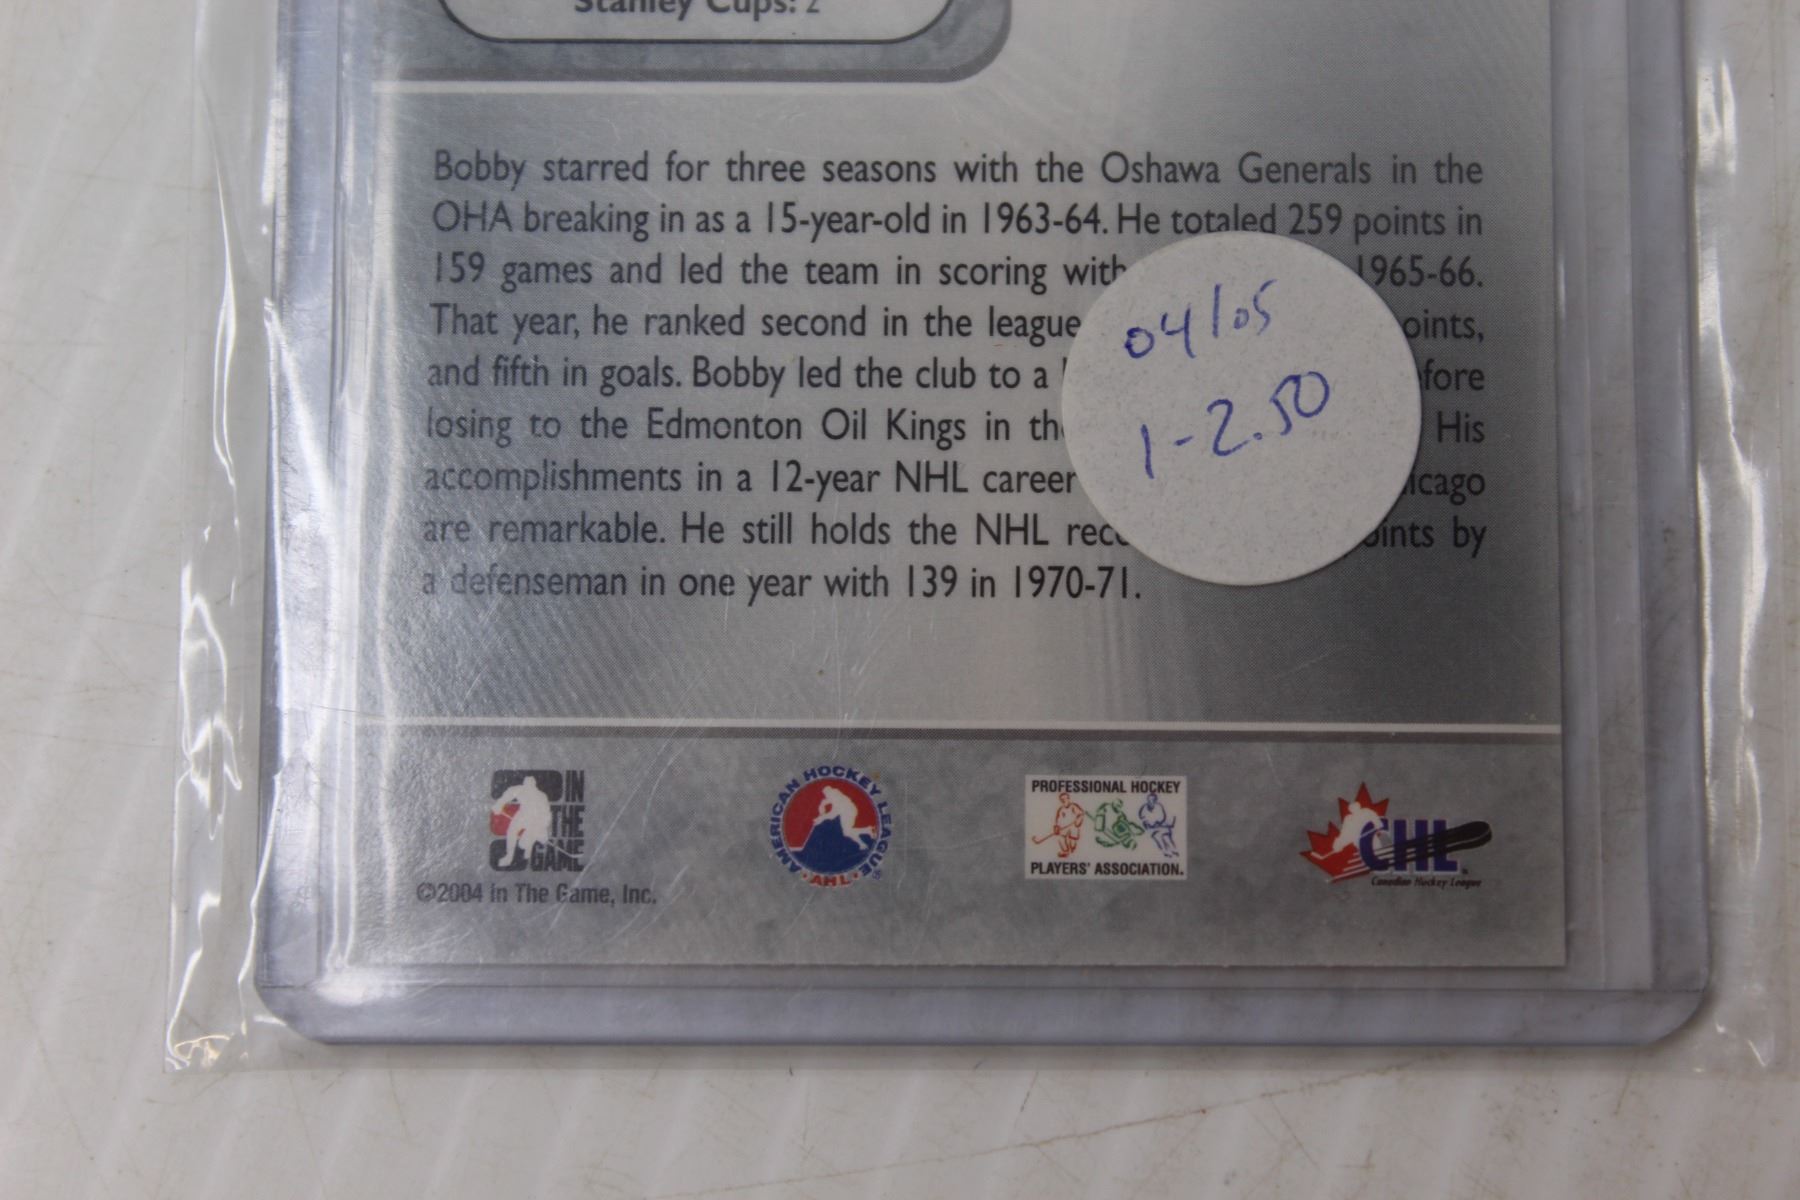 Stanley Cups: 2
Bobby starred for three seasons with the Oshawa Generals in the
OHA breaking in as a 15-year-old in 1963-64. He totaled 259 points in
159 games and led the team in scoring with 1965-66.
That year, he ranked second in the league
and fifth in goals. Bobby led the club to a
losing to the Edmonton Oil Kings in His
accomplishments in a 12-year NHL career
are remarkable. He still holds the NHL by
a defenseman in one year with 139 in 1970-71.
04/05
1-2.50
IN
THE
GAME
©2004 In The Game, Inc.
AMERICAN HOCKEY LEAGUE®
AHL
PROFESSIONAL HOCKEY
PLAYERS' ASSOCIATION.
CHL
Canadian Hockey League